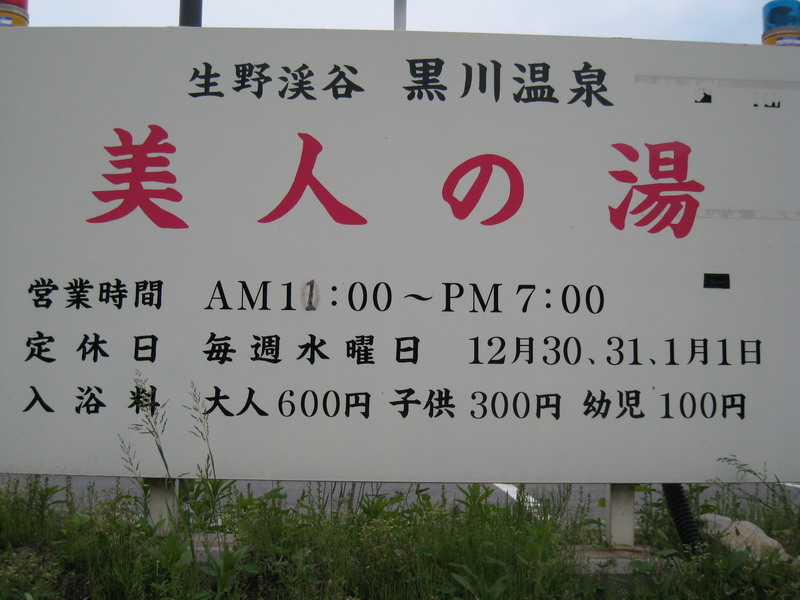 生野渓谷 黒川温泉
美人の湯
営業時間 AM11:00～PM7:00
定休日 毎週水曜日 12月30、31、1月1日
入浴料 大人600円 子供300円 幼児100円